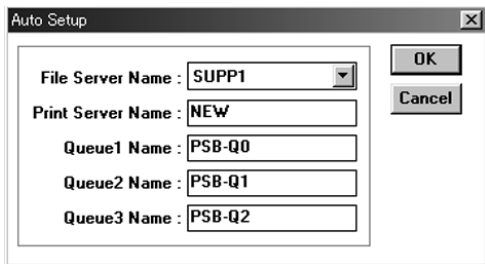 Auto Setup
File Server Name : SUPP1
OK
Print Server Name : NEW
Cancel
Queue1 Name : PSB-Q0
Queue2 Name : PSB-Q1
Queue3 Name : PSB-Q2